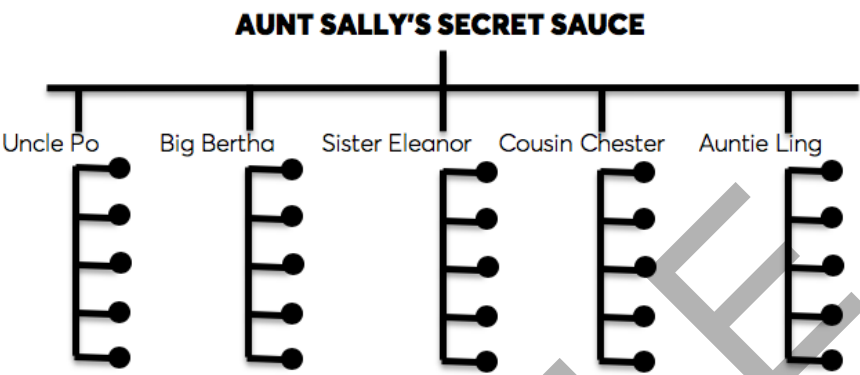 AUNT SALLY'S SECRET SAUCE
Uncle Po Big Bertha Sister Eleanor Cousin Chester Auntie Ling